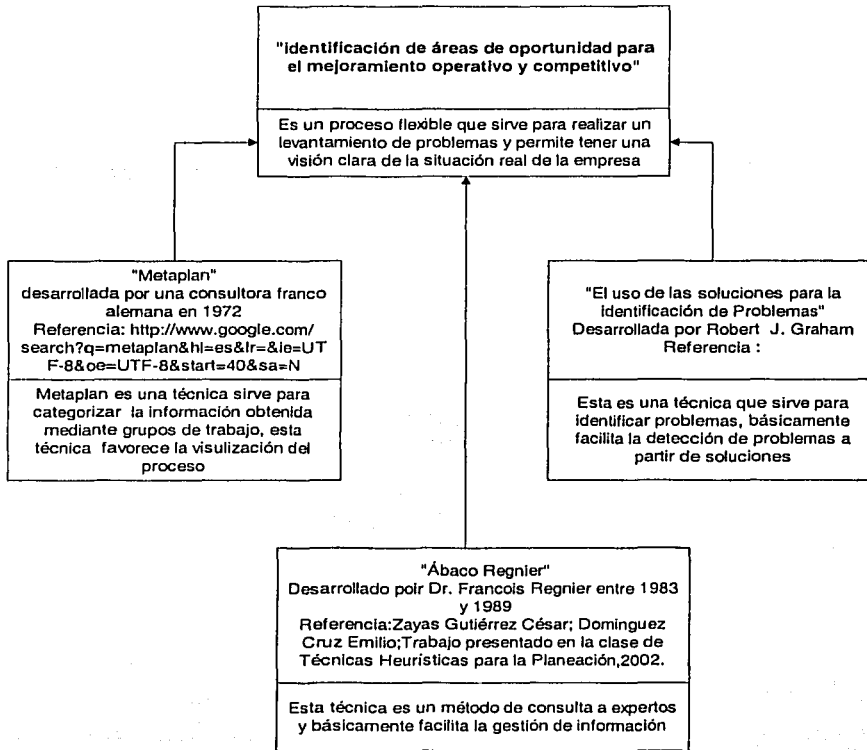 "Identificación de áreas de oportunidad para
el mejoramiento operativo y competitivo"
Es un proceso flexible que sirve para realizar un
levantamiento de problemas y permite tener una
visión clara de la situación real de la empresa
"Metaplan"
desarrollada por una consultora franco
alemana en 1972
Referencia: http://www.google.com/
search?q=metaplan&hl=es&lr=&ie=UT
F-8&oe=UTF-8&start=40&sa=N
Metaplan es una técnica sirve para
categorizar la información obtenida
mediante grupos de trabajo, esta
técnica favorece la visulización del
proceso
"El uso de las soluciones para la
identificación de Problemas"
Desarrollada por Robert J. Graham
Referencia :
Esta es una técnica que sirve para
identificar problemas, básicamente
facilita la detección de problemas a
partir de soluciones
"Ábaco Regnier"
Desarrollado poir Dr. Francois Regnier entre 1983
y 1989
Referencia:Zayas Gutiérrez César; Dominguez
Cruz Emilio;Trabajo presentado en la clase de
Técnicas Heurísticas para la Planeación,2002.
Esta técnica es un método de consulta a expertos
y básicamente facilita la gestión de información